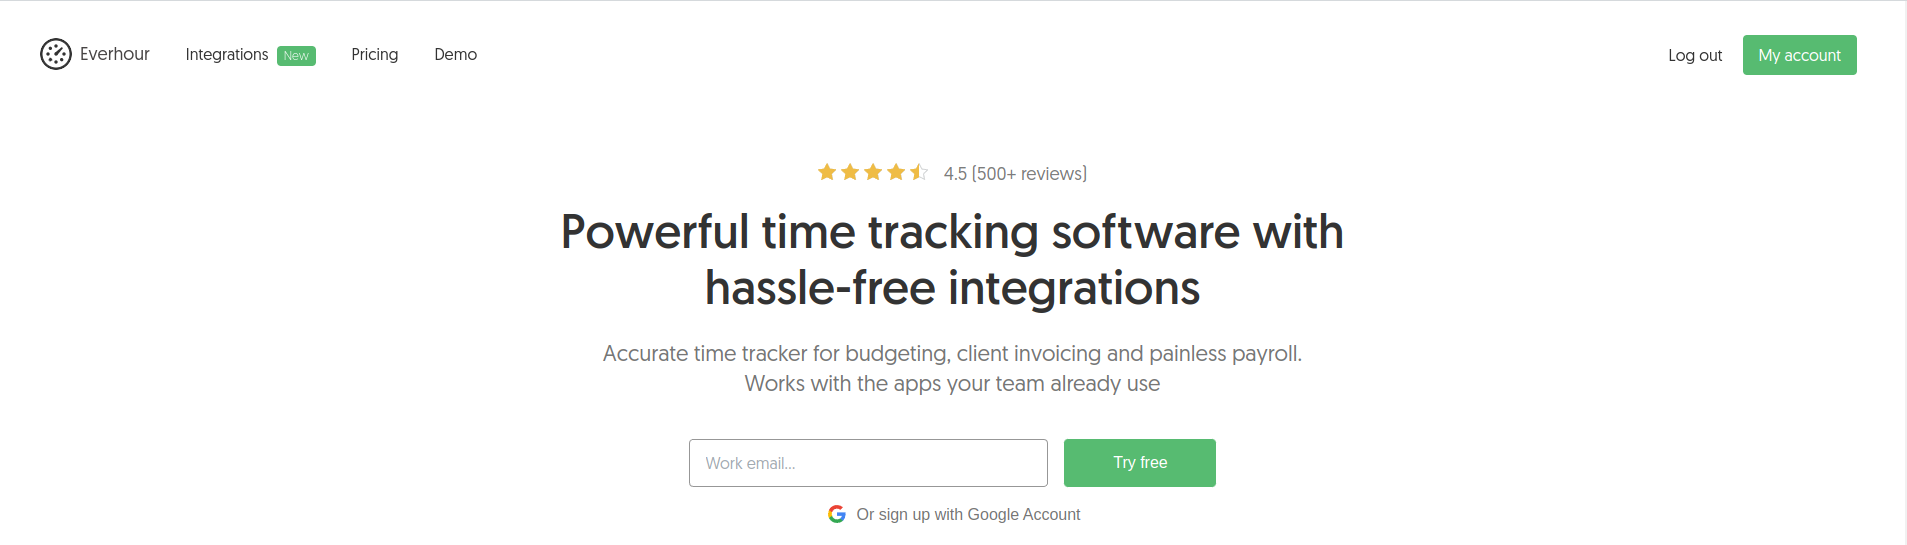 Everhour
Integrations New
Pricing
Demo
Log out
My account
4.5 (500+ reviews)
Powerful time tracking software with
hassle-free integrations
Accurate time tracker for budgeting, client invoicing and painless payroll.
Works with the apps your team already use
Work email...
Try free
Or sign up with Google Account